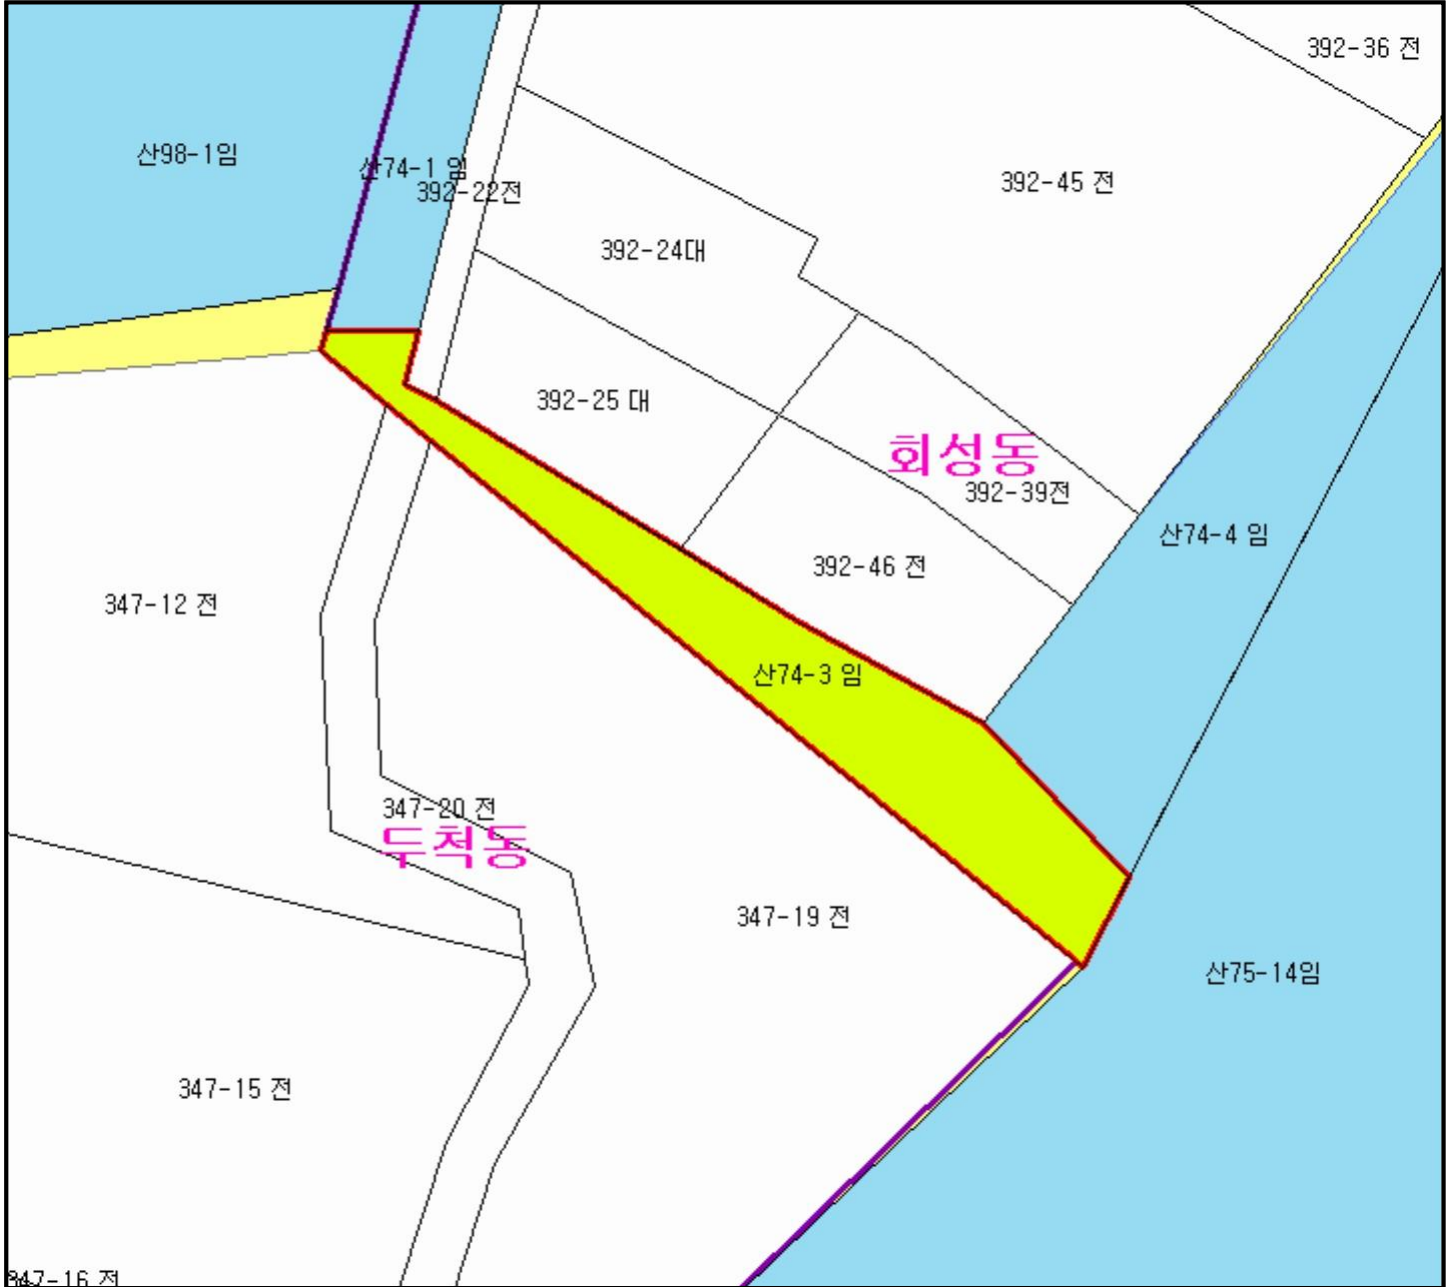 392-36 전
산98-1임
산74-1 임
392-22전
392-45 전
392-24대
392-25 대
회성동
392-39전
산74-4 임
392-46 전
347-12 전
산74-3 임
347-20 전
두척동
347-19 전
산75-14임
347-15 전
347-16 전